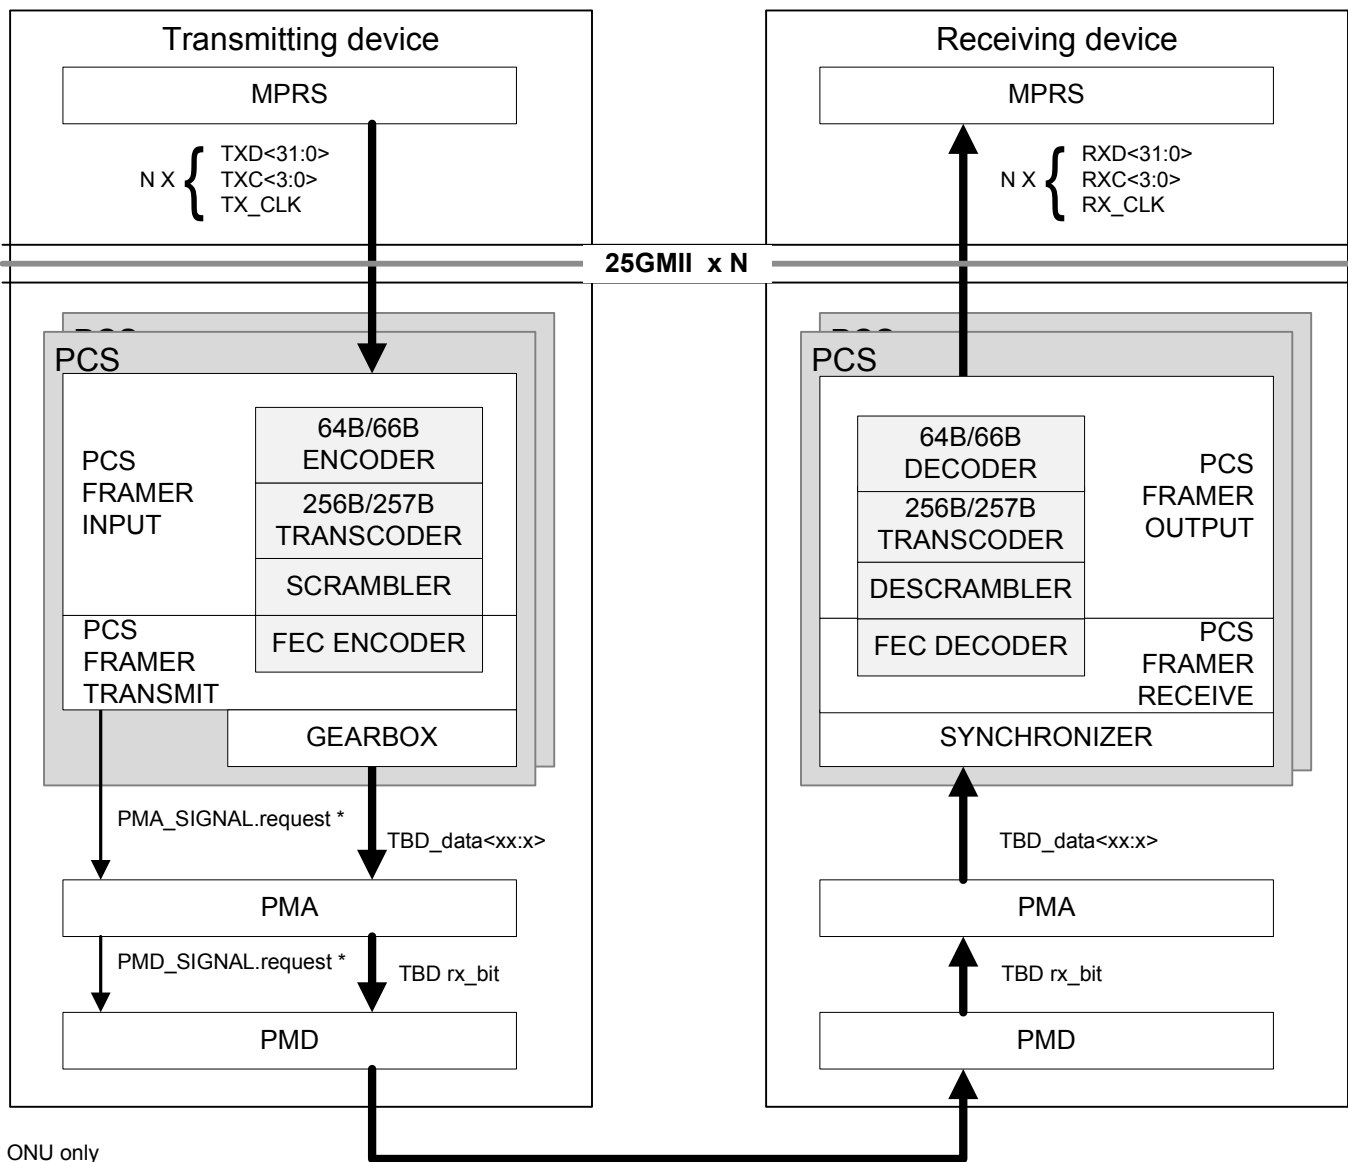 Transmitting device
MPRS
N X { TXD<31:0>
TXC<3:0>
TX_CLK
PCS
PCS
PCS
FRAMER
INPUT
64B/66B
ENCODER
256B/257B
TRANSCODER
SCRAMBLER
PCS
FRAMER
TRANSMIT
FEC ENCODER
GEARBOX
PMA_SIGNAL.request *
TBD_data<xx:x>
PMA
PMD_SIGNAL.request *
TBD rx_bit
PMD
25GMII x N
Receiving device
MPRS
N X { RXD<31:0>
RXC<3:0>
RX_CLK
PCS
PCS
64B/66B
DECODER
256B/257B
TRANSCODER
DESCRAMBLER
PCS
FRAMER
OUTPUT
FEC DECODER
PCS
FRAMER
RECEIVE
SYNCHRONIZER
TBD_data<xx:x>
PMA
TBD rx_bit
PMD
ONU only